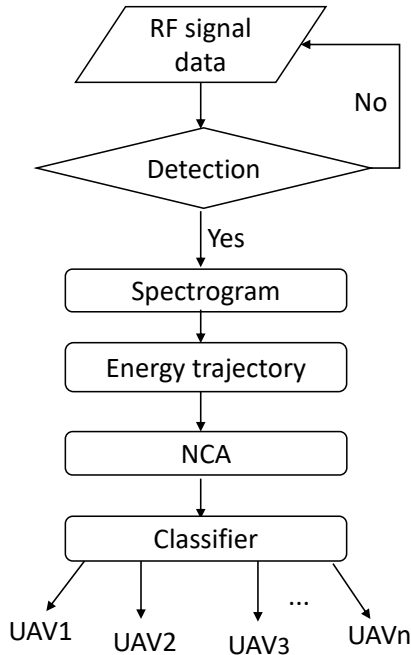 RF signal
data
No
Detection
Yes
Spectrogram
Energy trajectory
NCA
Classifier
...
UAV1
UAV2
UAV3
UAVn